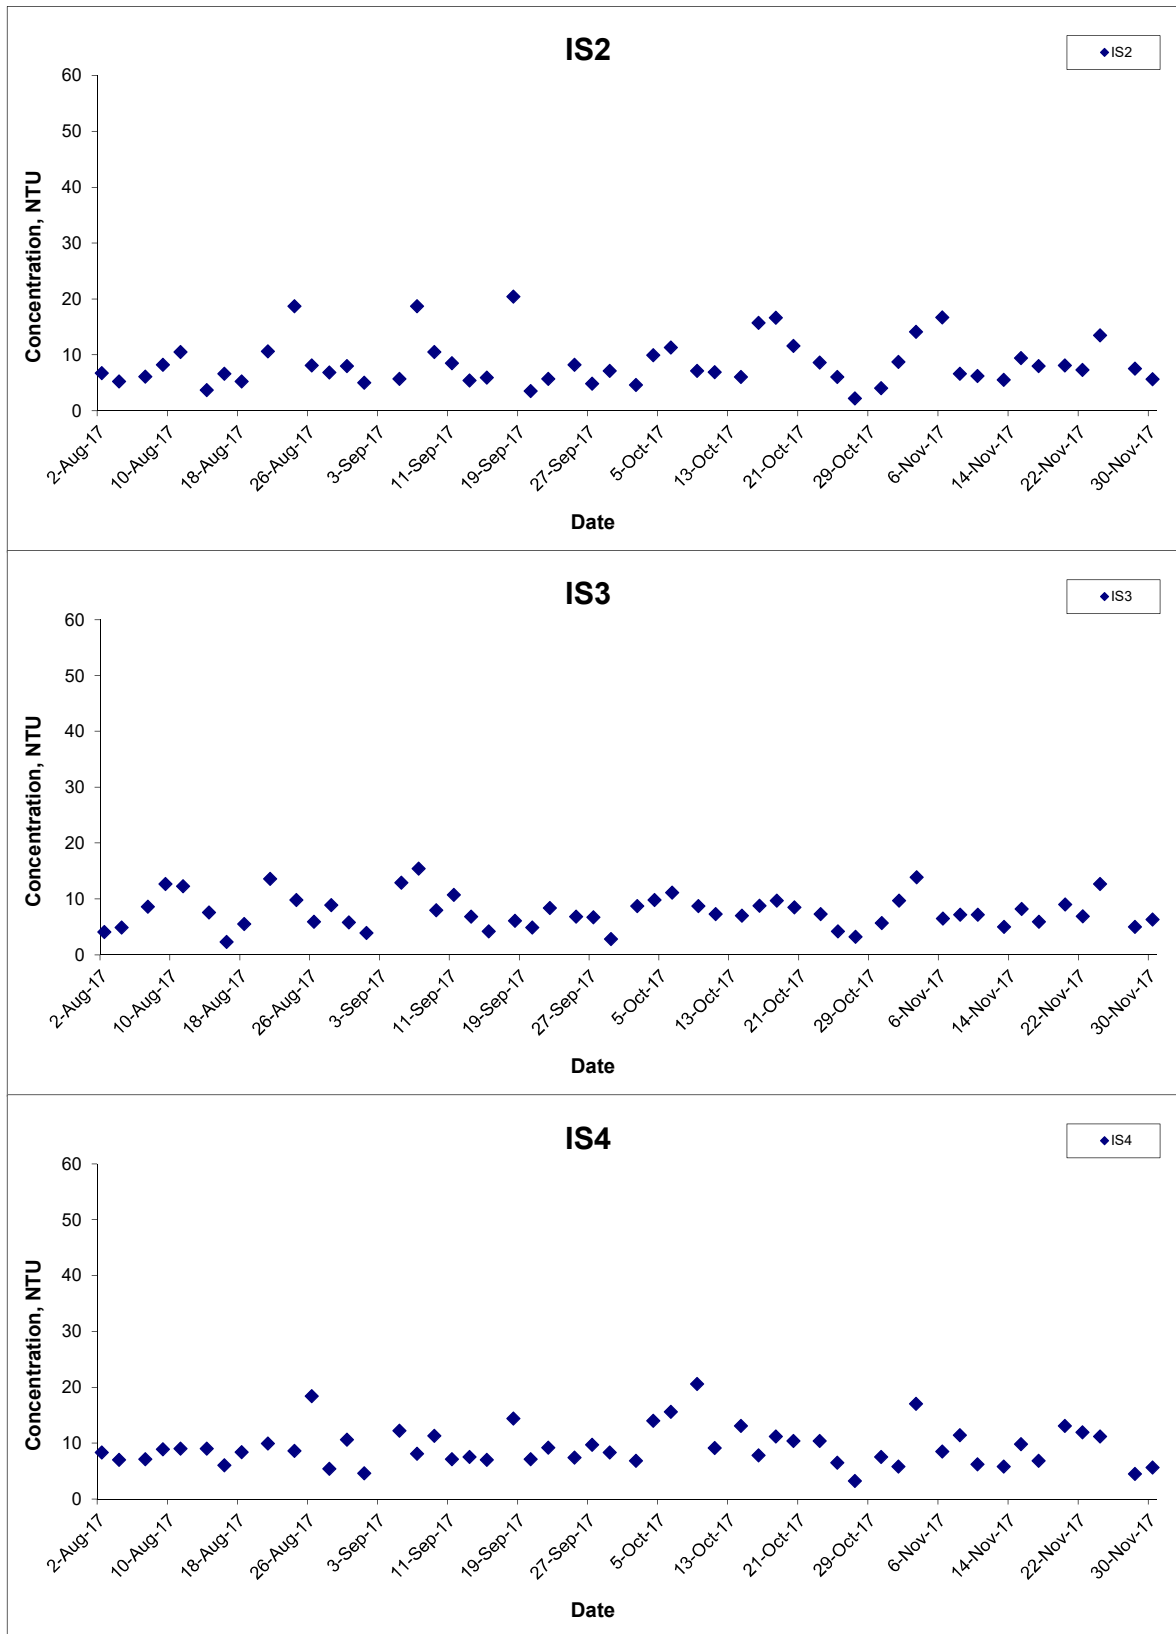 IS2
IS2
60
50
40
30
20
10
0
Concentration, NTU
2-Aug-17
10-Aug-17
18-Aug-17
26-Aug-17
3-Sep-17
11-Sep-17
19-Sep-17
27-Sep-17
5-Oct-17
13-Oct-17
21-Oct-17
29-Oct-17
6-Nov-17
14-Nov-17
22-Nov-17
30-Nov-17
Date
IS3
IS3
60
50
40
30
20
10
0
Concentration, NTU
2-Aug-17
10-Aug-17
18-Aug-17
26-Aug-17
3-Sep-17
11-Sep-17
19-Sep-17
27-Sep-17
5-Oct-17
13-Oct-17
21-Oct-17
29-Oct-17
6-Nov-17
14-Nov-17
22-Nov-17
30-Nov-17
Date
IS4
IS4
60
50
40
30
20
10
0
Concentration, NTU
2-Aug-17
10-Aug-17
18-Aug-17
26-Aug-17
3-Sep-17
11-Sep-17
19-Sep-17
27-Sep-17
5-Oct-17
13-Oct-17
21-Oct-17
29-Oct-17
6-Nov-17
14-Nov-17
22-Nov-17
30-Nov-17
Date